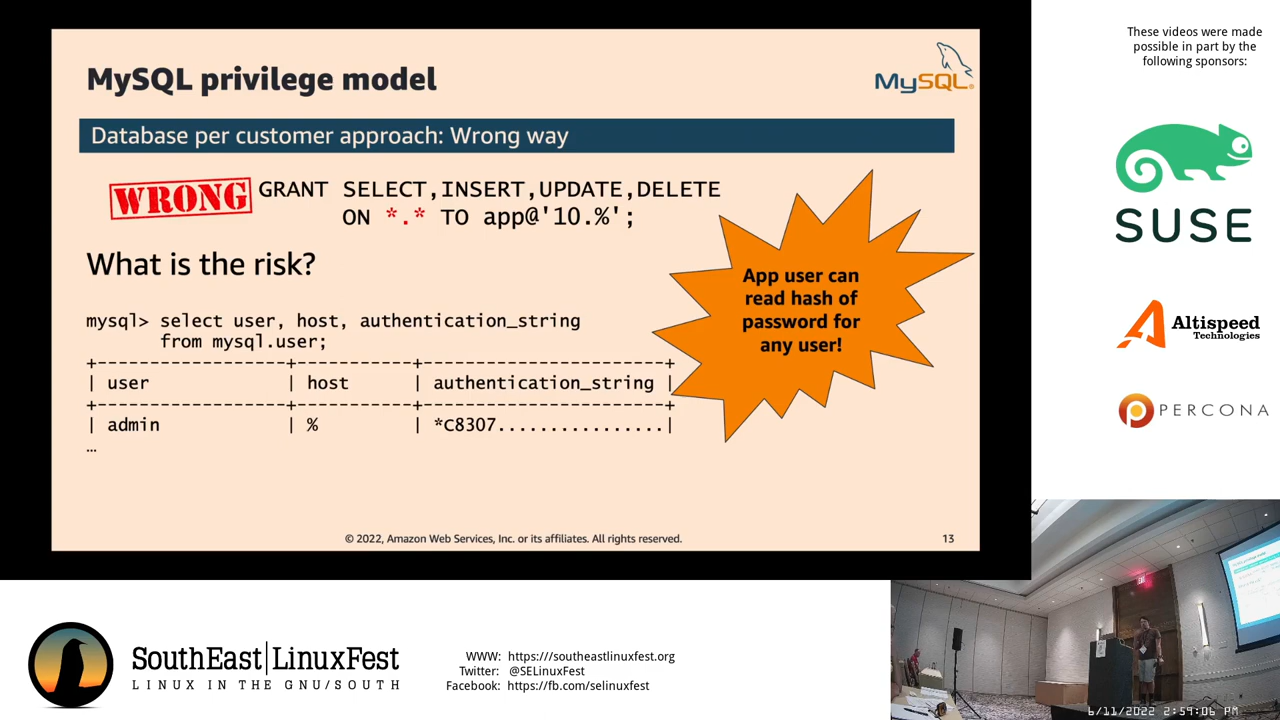 MySQL privilege model
MySQL®
Database per customer approach: Wrong way
WRONG
GRANT SELECT,INSERT,UPDATE,DELETE
ON *.* TO app@'10.%';
What is the risk?
App user can
read hash of
password for
any user!
mysql> select user, host, authentication_string
from mysql.user;
+-----------------+-----------+-----------------------+
| user | host | authentication_string |
+-----------------+-----------+-----------------------+
| admin | % | *C8307................|
…
© 2022, Amazon Web Services, Inc. or its affiliates. All rights reserved.
13
These videos were made
possible in part by the
following sponsors:
SUSE
Altispeed
Technologies
PERCONA
SouthEast|LinuxFest
LINUX IN THE GNU/SOUTH
WWW: https:///southeastlinuxfest.org
Twitter: @SELinuxFest
Facebook: https://fb.com/selinuxfest
EXIT
6/11/2022 2:59:06 PM